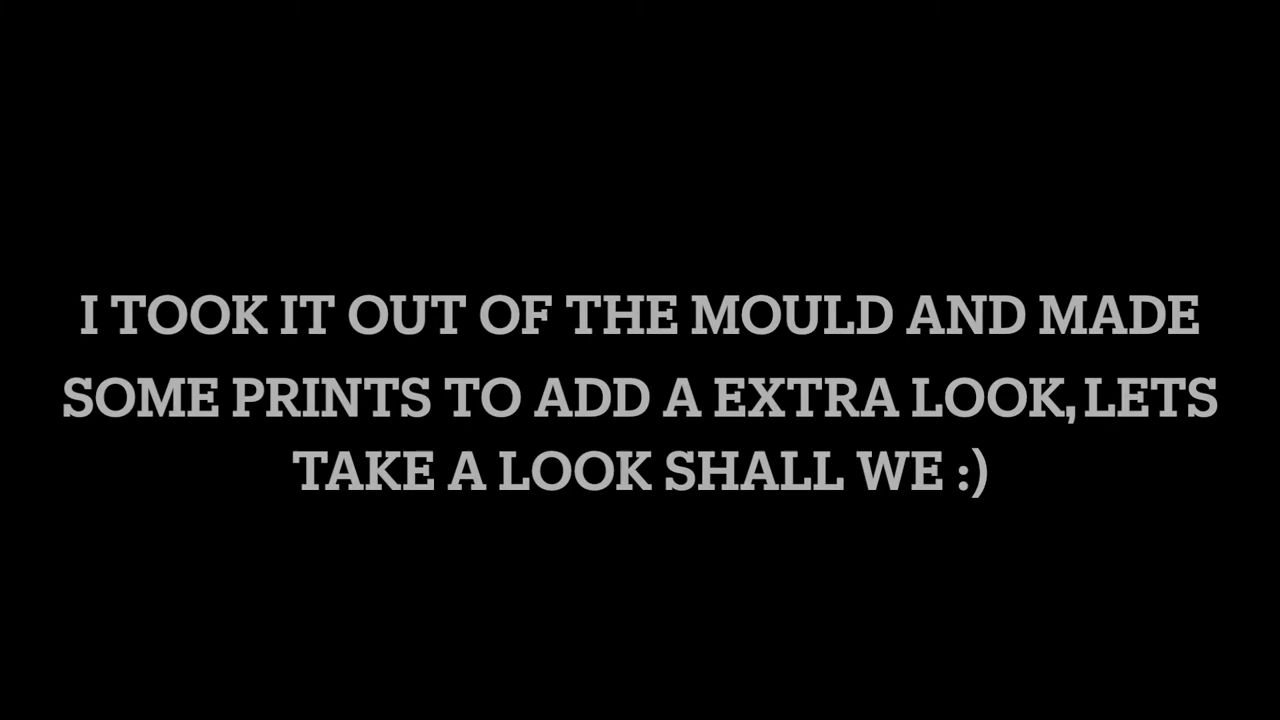 I TOOK IT OUT OF THE MOULD AND MADE
SOME PRINTS TO ADD A EXTRA LOOK,LETS
TAKE A LOOK SHALL WE :)